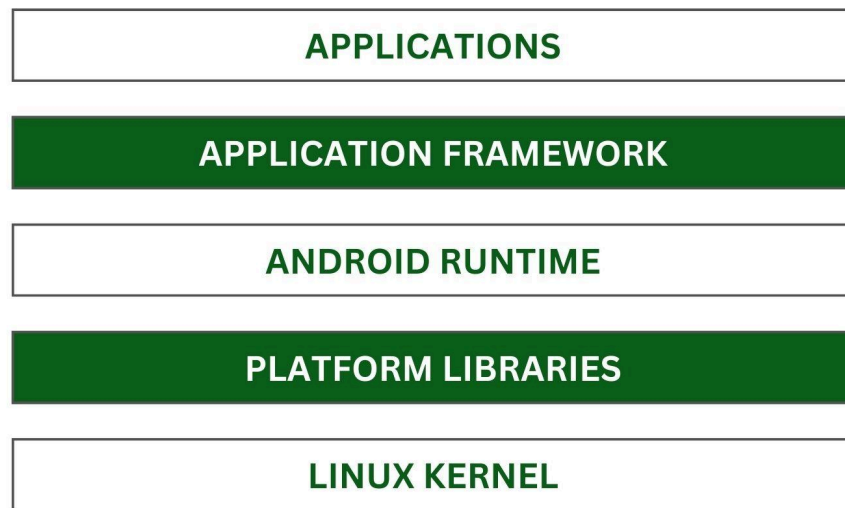 APPLICATIONS
APPLICATION FRAMEWORK
ANDROID RUNTIME
PLATFORM LIBRARIES
LINUX KERNEL